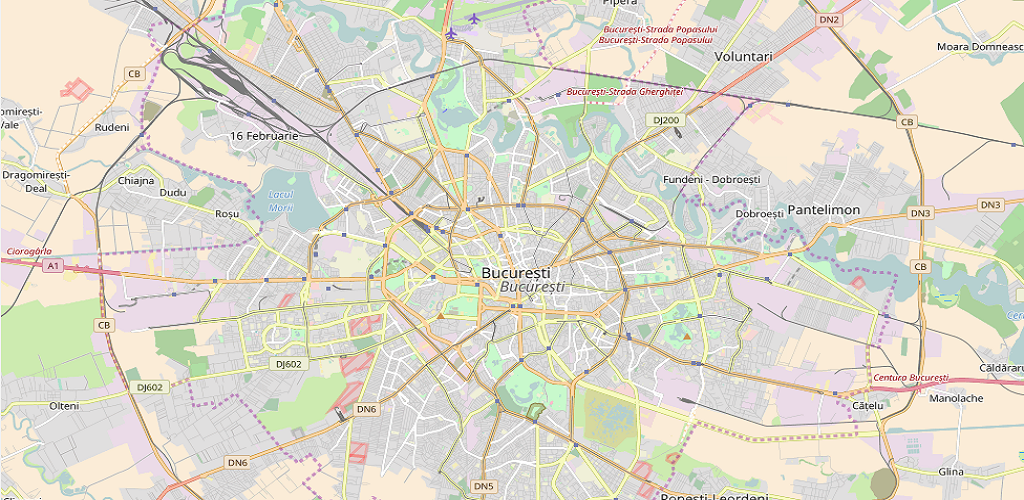 Pipera
DN2
București-Strada Popasului
București-Strada Popasului
Voluntari
Moara Domneasc
CB
București-Strada Gherghiței
omirești-
Vale
Rudeni
16 Februarie
DJ200
CB
Dragomirești-
Deal
Chiajna
Dudu
Fundeni - Dobroești
Lacul
Morii
Roșu
Dobroești
Pantelimon
DN3
DN3
Ciorogârla
A1
CB
București
București
CB
DJ602
Centura București
Căldăraru
DJ602
Olteni
DN6
Cățelu
Manolache
DN6
Glina
DN5
Popești-Leordeni